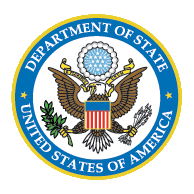 DEPARTMENT OF STATE
UNITED STATES OF AMERICA